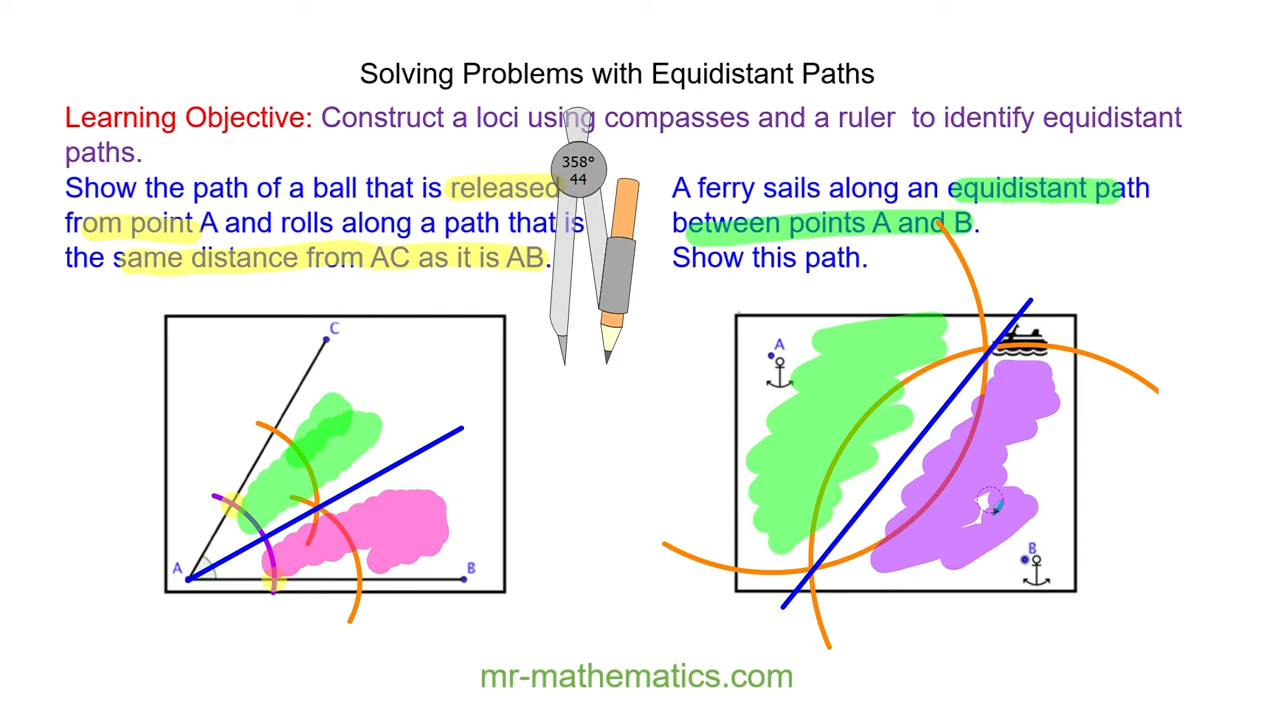 Solving Problems with Equidistant Paths
Learning Objective: Construct a loci using compasses and a ruler to identify equidistant
paths.
Show the path of a ball that is released
from point A and rolls along a path that is
the same distance from AC as it is AB.
A ferry sails along an equidistant path
between points A and B.
Show this path.
358°
44
C
A
B
A
B
mr-mathematics.com